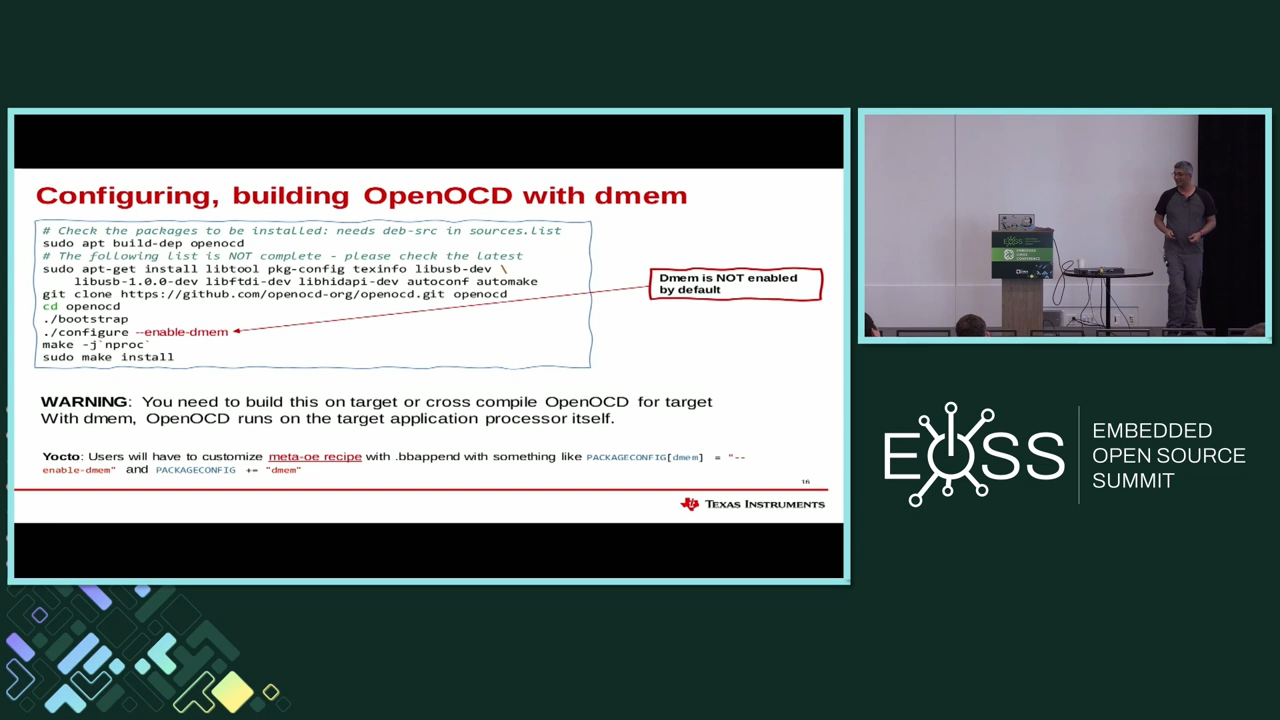 Configuring, building OpenOCD with dmem
# Check the packages to be installed: needs deb-src in sources.list
sudo apt build-dep openocd
# The following list is NOT complete - please check the latest
sudo apt-get install libtool pkg-config texinfo libusb-dev \
libusb-1.0.0-dev libftdi-dev libhidapi-dev autoconf automake
git clone https://github.com/openocd-org/openocd.git openocd
cd openocd
./bootstrap
./configure --enable-dmem
make -j`nproc`
sudo make install
Dmem is NOT enabled
by default
WARNING: You need to build this on target or cross compile OpenOCD for target
With dmem, OpenOCD runs on the target application processor itself.
Yocto: Users will have to customize meta-oe recipe with .bbappend with something like PACKAGECONFIG[dmem] = "--
enable-dmem" and PACKAGECONFIG += "dmem"
16
TEXAS INSTRUMENTS
EOSS
EMBEDDED
OPEN SOURCE
SUMMIT